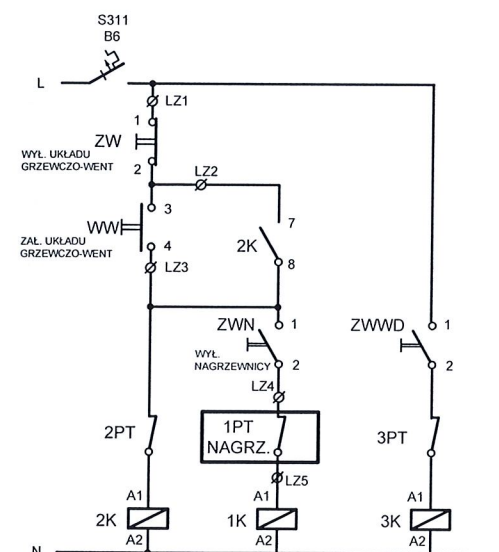 S311
B6
L
LZ1
1
ZW
WYŁ. UKŁADU
GRZEWCZO-WENT
2
LZ2
3
7
WW
2K
ZAŁ. UKŁADU
GRZEWCZO-WENT
4
8
LZ3
ZWN
1
ZWWD
1
WYŁ.
NAGRZEWNICY
2
2
LZ4
2PT
1PT
NAGRZ.
3PT
LZ5
A1
A1
A1
2K
1K
3K
A2
A2
A2
N